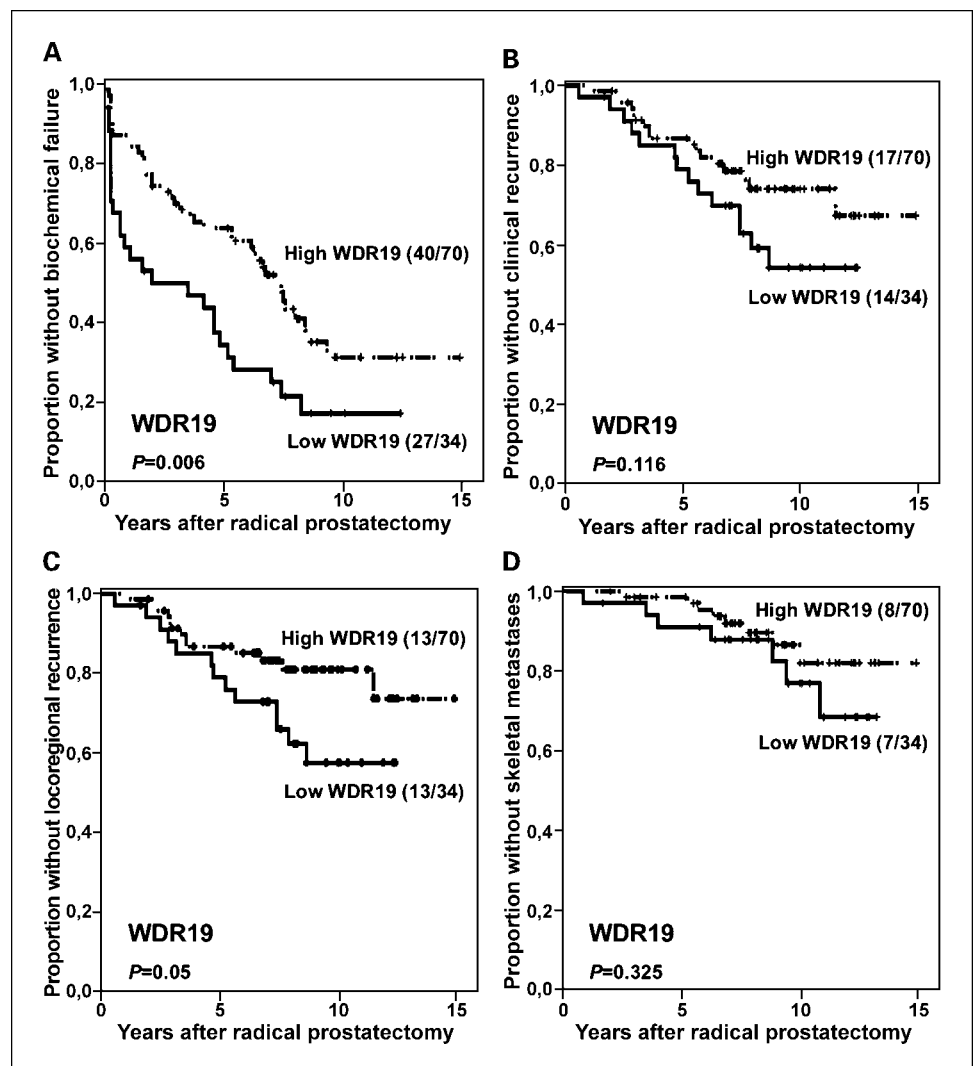 A
Proportion without biochemical failure
1,0
0,8
0,6
0,4
0,2
0,0
High WDR19 (40/70)
Low WDR19 (27/34)
WDR19
P=0.006
0 5 10 15
Years after radical prostatectomy
B
Proportion without clinical recurrence
1,0
0,8
0,6
0,4
0,2
0,0
High WDR19 (17/70)
Low WDR19 (14/34)
WDR19
P=0.116
0 5 10 15
Years after radical prostatectomy
C
Proportion without locoregional recurrence
1,0
0,8
0,6
0,4
0,2
0,0
High WDR19 (13/70)
Low WDR19 (13/34)
WDR19
P=0.05
0 5 10 15
Years after radical prostatectomy
D
Proportion without skeletal metastases
1,0
0,8
0,6
0,4
0,2
0,0
High WDR19 (8/70)
Low WDR19 (7/34)
WDR19
P=0.325
0 5 10 15
Years after radical prostatectomy